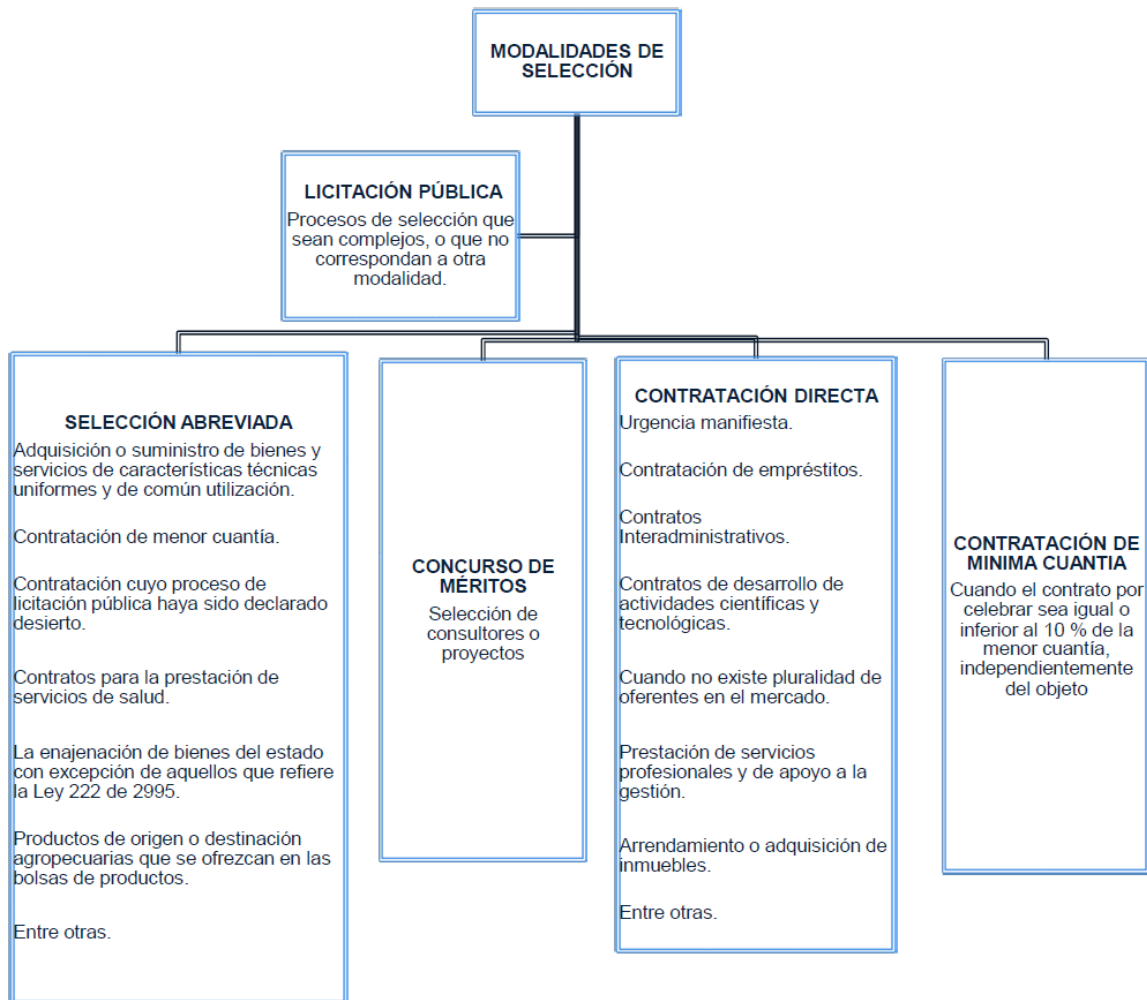 MODALIDADES DE
SELECCIÓN
LICITACIÓN PÚBLICA
Procesos de selección que
sean complejos, o que no
correspondan a otra
modalidad.
SELECCIÓN ABREVIADA
Adquisición o suministro de bienes y
servicios de características técnicas
uniformes y de común utilización.
Contratación de menor cuantía.
Contratación cuyo proceso de
licitación pública haya sido declarado
desierto.
Contratos para la prestación de
servicios de salud.
La enajenación de bienes del estado
con excepción de aquellos que refiere
la Ley 222 de 2995.
Productos de origen o destinación
agropecuarias que se ofrezcan en las
bolsas de productos.
Entre otras.
CONCURSO DE
MÉRITOS
Selección de
consultores o
proyectos
CONTRATACIÓN DIRECTA
Urgencia manifiesta.
Contratación de empréstitos.
Contratos
Interadministrativos.
Contratos de desarrollo de
actividades científicas y
tecnológicas.
Cuando no existe pluralidad de
oferentes en el mercado.
Prestación de servicios
profesionales y de apoyo a la
gestión.
Arrendamiento o adquisición de
inmuebles.
Entre otras.
CONTRATACIÓN DE
MINIMA CUANTIA
Cuando el contrato por
celebrar sea igual o
inferior al 10 % de la
menor cuantía,
independientemente
del objeto